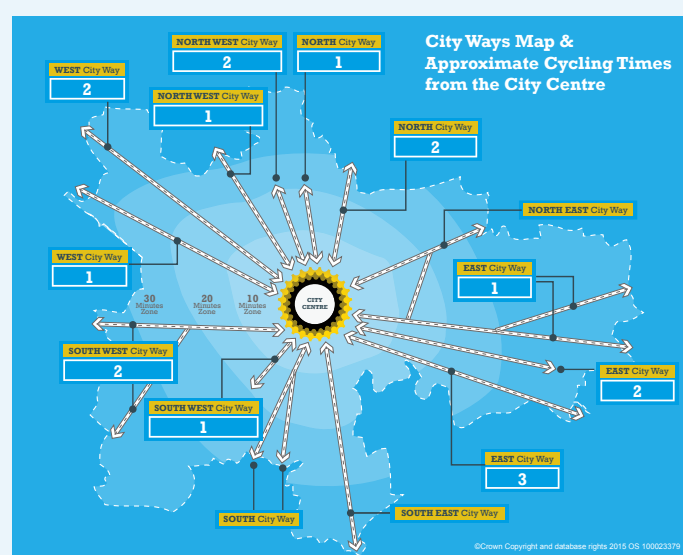 City Ways Map &
Approximate Cycling Times
from the City Centre
NORTH WEST City Way
2
NORTH City Way
1
WEST City Way
2
NORTH WEST City Way
1
NORTH City Way
2
NORTH EAST City Way
WEST City Way
1
EAST City Way
1
30
Minutes
Zone
20
Minutes
Zone
10
Minutes
Zone
CITY
CENTRE
SOUTH WEST City Way
2
EAST City Way
2
SOUTH WEST City Way
1
EAST City Way
3
SOUTH City Way
SOUTH EAST City Way
©Crown Copyright and database rights 2015 OS 100023379